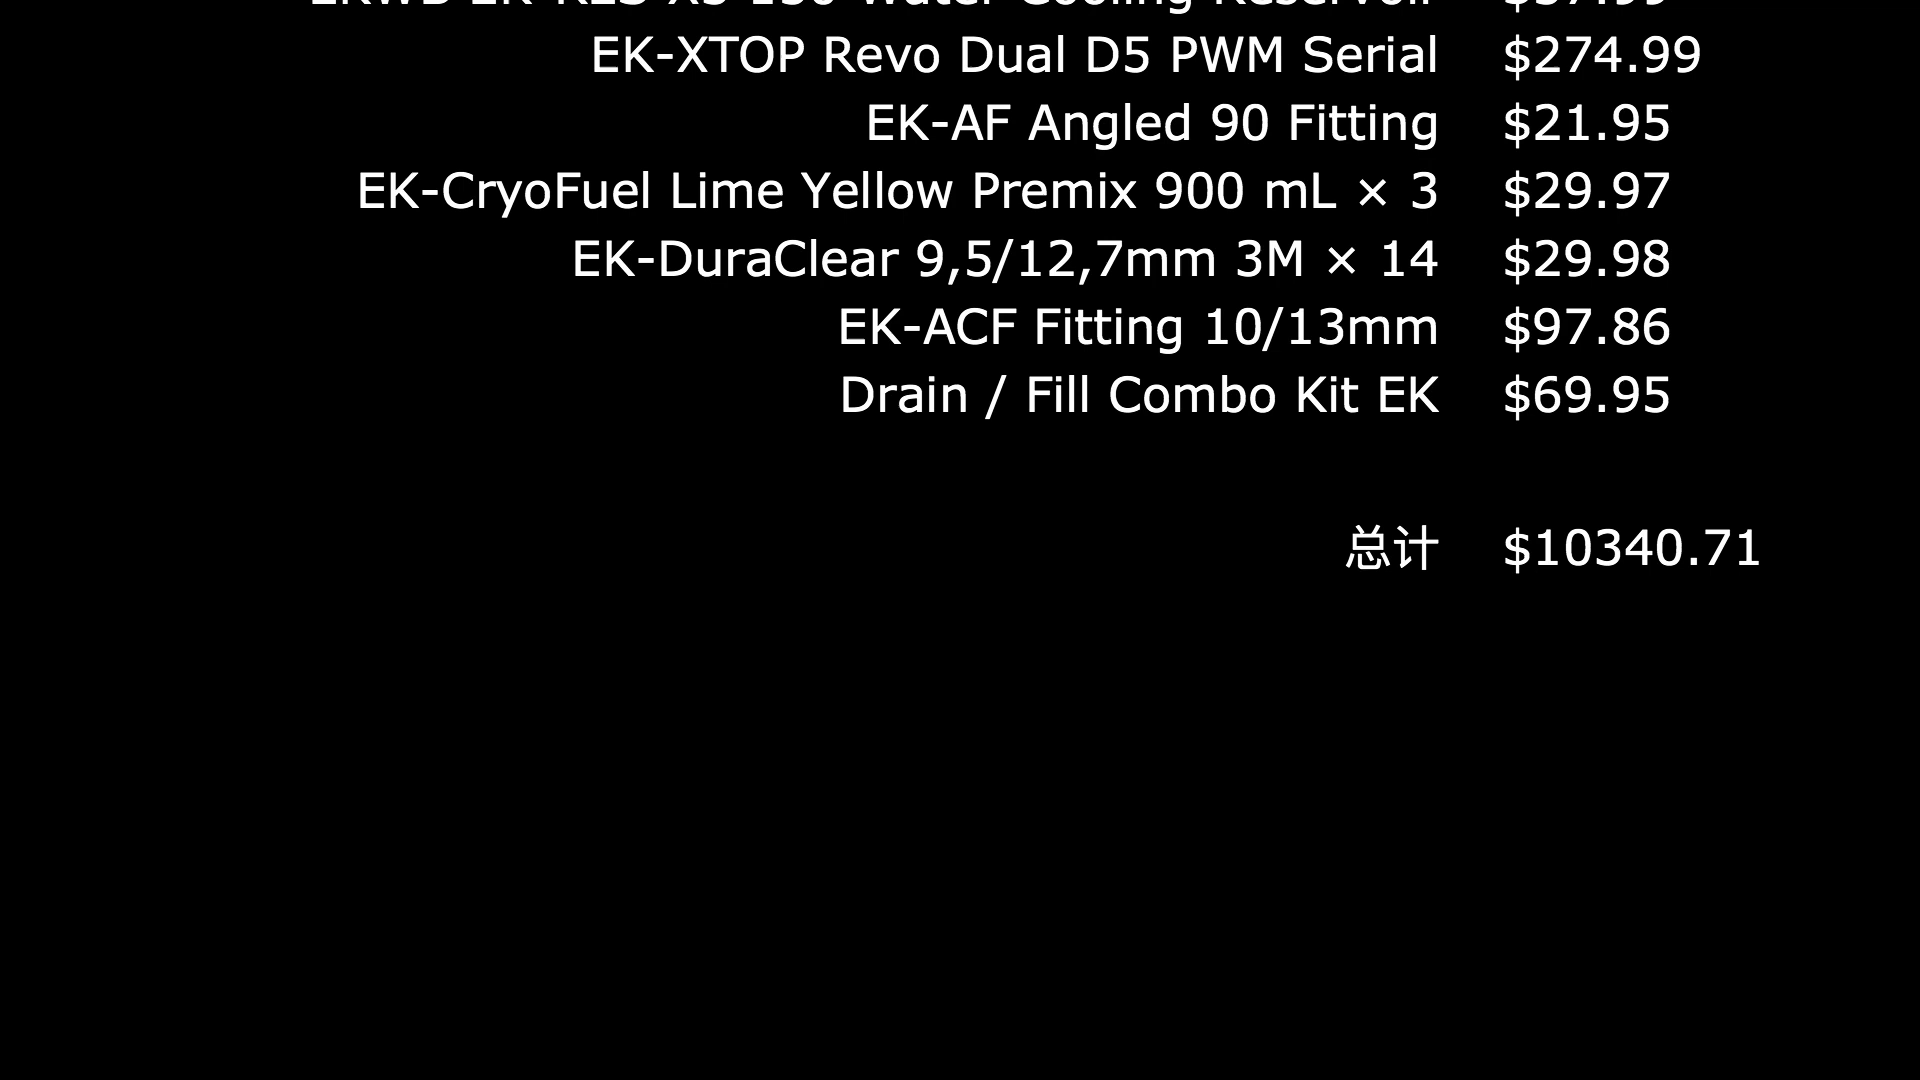 EK-XTOP Revo Dual D5 PWM Serial $274.99
EK-AF Angled 90 Fitting $21.95
EK-CryoFuel Lime Yellow Premix 900 mL × 3 $29.97
EK-DuraClear 9,5/12,7mm 3M × 14 $29.98
EK-ACF Fitting 10/13mm $97.86
Drain / Fill Combo Kit EK $69.95
总计 $10340.71